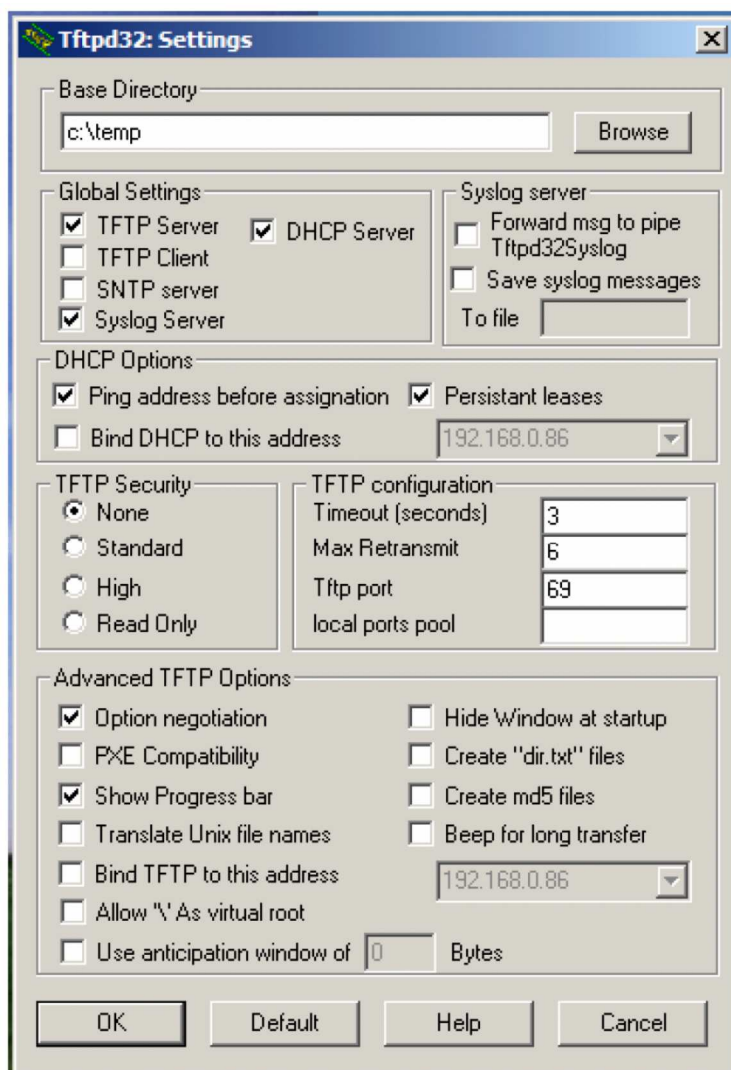 Tftpd32: Settings
Base Directory
c:\temp
Browse
Global Settings
TFTP Server
DHCP Server
TFTP Client
SNTP server
Syslog Server
Syslog server
Forward msg to pipe
Tftpd32Syslog
Save syslog messages
To file
DHCP Options
Ping address before assignation
Persistant leases
Bind DHCP to this address
192.168.0.86
TFTP Security
None
Standard
High
Read Only
TFTP configuration
Timeout (seconds) 3
Max Retransmit 6
Tftp port 69
local ports pool
Advanced TFTP Options
Option negotiation
PXE Compatibility
Show Progress bar
Translate Unix file names
Bind TFTP to this address
Allow '\' As virtual root
Use anticipation window of 0 Bytes
Hide Window at startup
Create "dir.txt" files
Create md5 files
Beep for long transfer
192.168.0.86
OK
Default
Help
Cancel